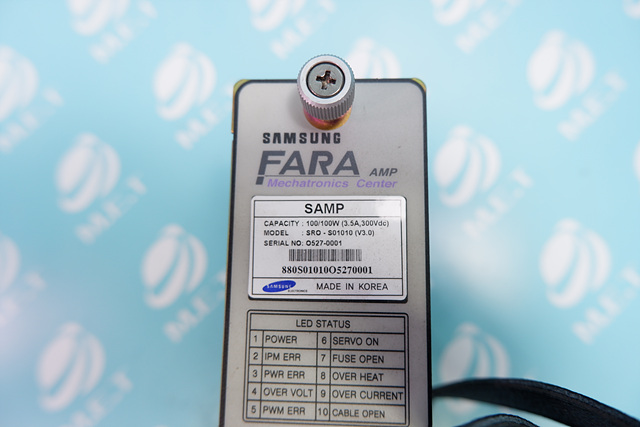 SAMSUNG
FARA AMP
Mechatronics Center
SAMP
CAPACITY : 100/100W (3.5A,300Vdc)
MODEL : SRO - S01010 (V3.0)
SERIAL NO: O527-0001
880S01010O5270001
SAMSUNG
ELECTRONICS
MADE IN KOREA
LED STATUS
1 POWER 6 SERVO ON
2 IPM ERR 7 FUSE OPEN
3 PWR ERR 8 OVER HEAT
4 OVER VOLT 9 OVER CURRENT
5 PWM ERR 10 CABLE OPEN